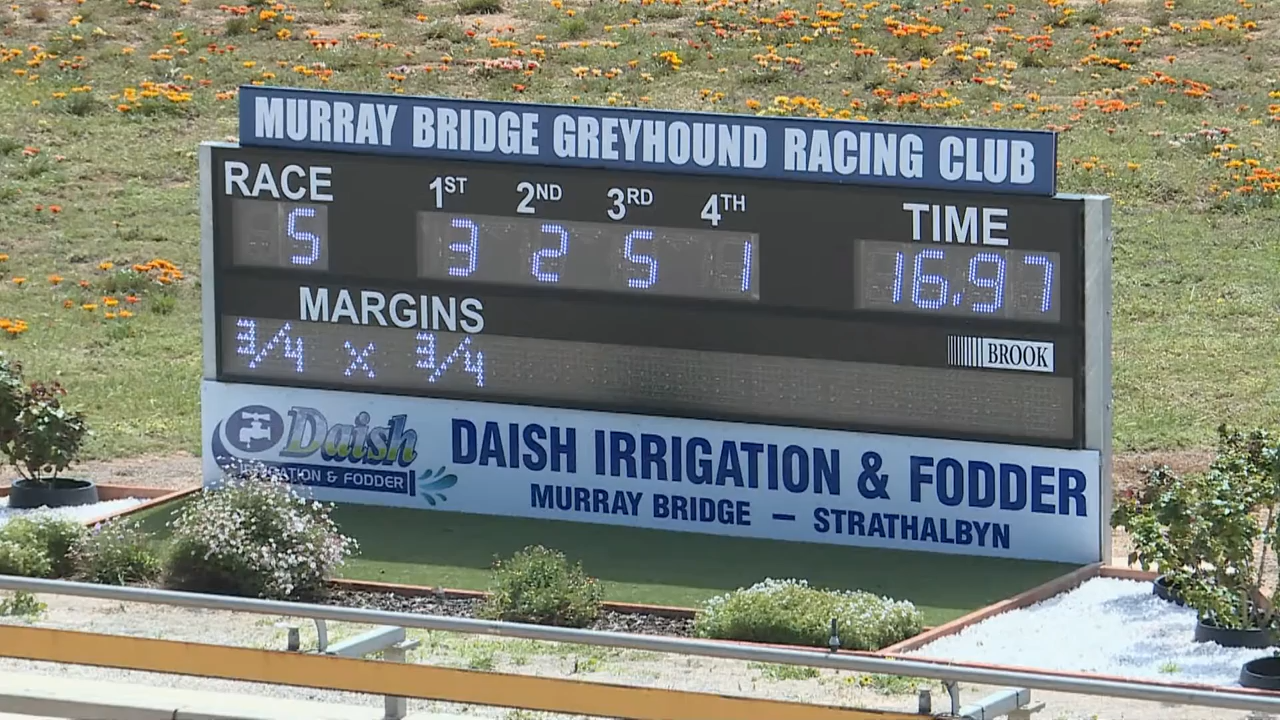 MURRAY BRIDGE GREYHOUND RACING CLUB
RACE 1ST 2ND 3RD 4TH TIME
5 3 2 5 1 16.97
MARGINS
3/4 x 3/4
BROOK
Daish
IRRIGATION & FODDER
DAISH IRRIGATION & FODDER
MURRAY BRIDGE – STRATHALBYN